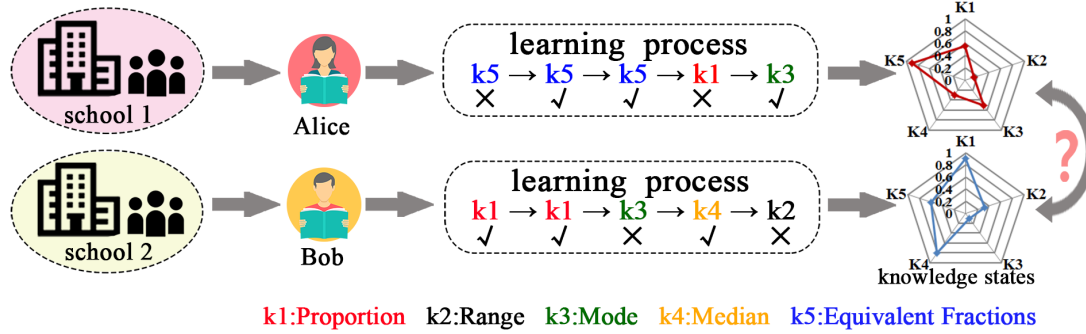 school 1
Alice
learning process
k5 → k5 → k5 → k1 → k3
× √ √ × √
K1
1
0.8
0.6
0.4
0.2
0
K5
K2
K4
K3
?
school 2
Bob
learning process
k1 → k1 → k3 → k4 → k2
√ √ × √ ×
K1
1
0.8
0.6
0.4
0.2
0
K5
K2
K4
K3
knowledge states
k1:Proportion k2:Range k3:Mode k4:Median k5:Equivalent Fractions